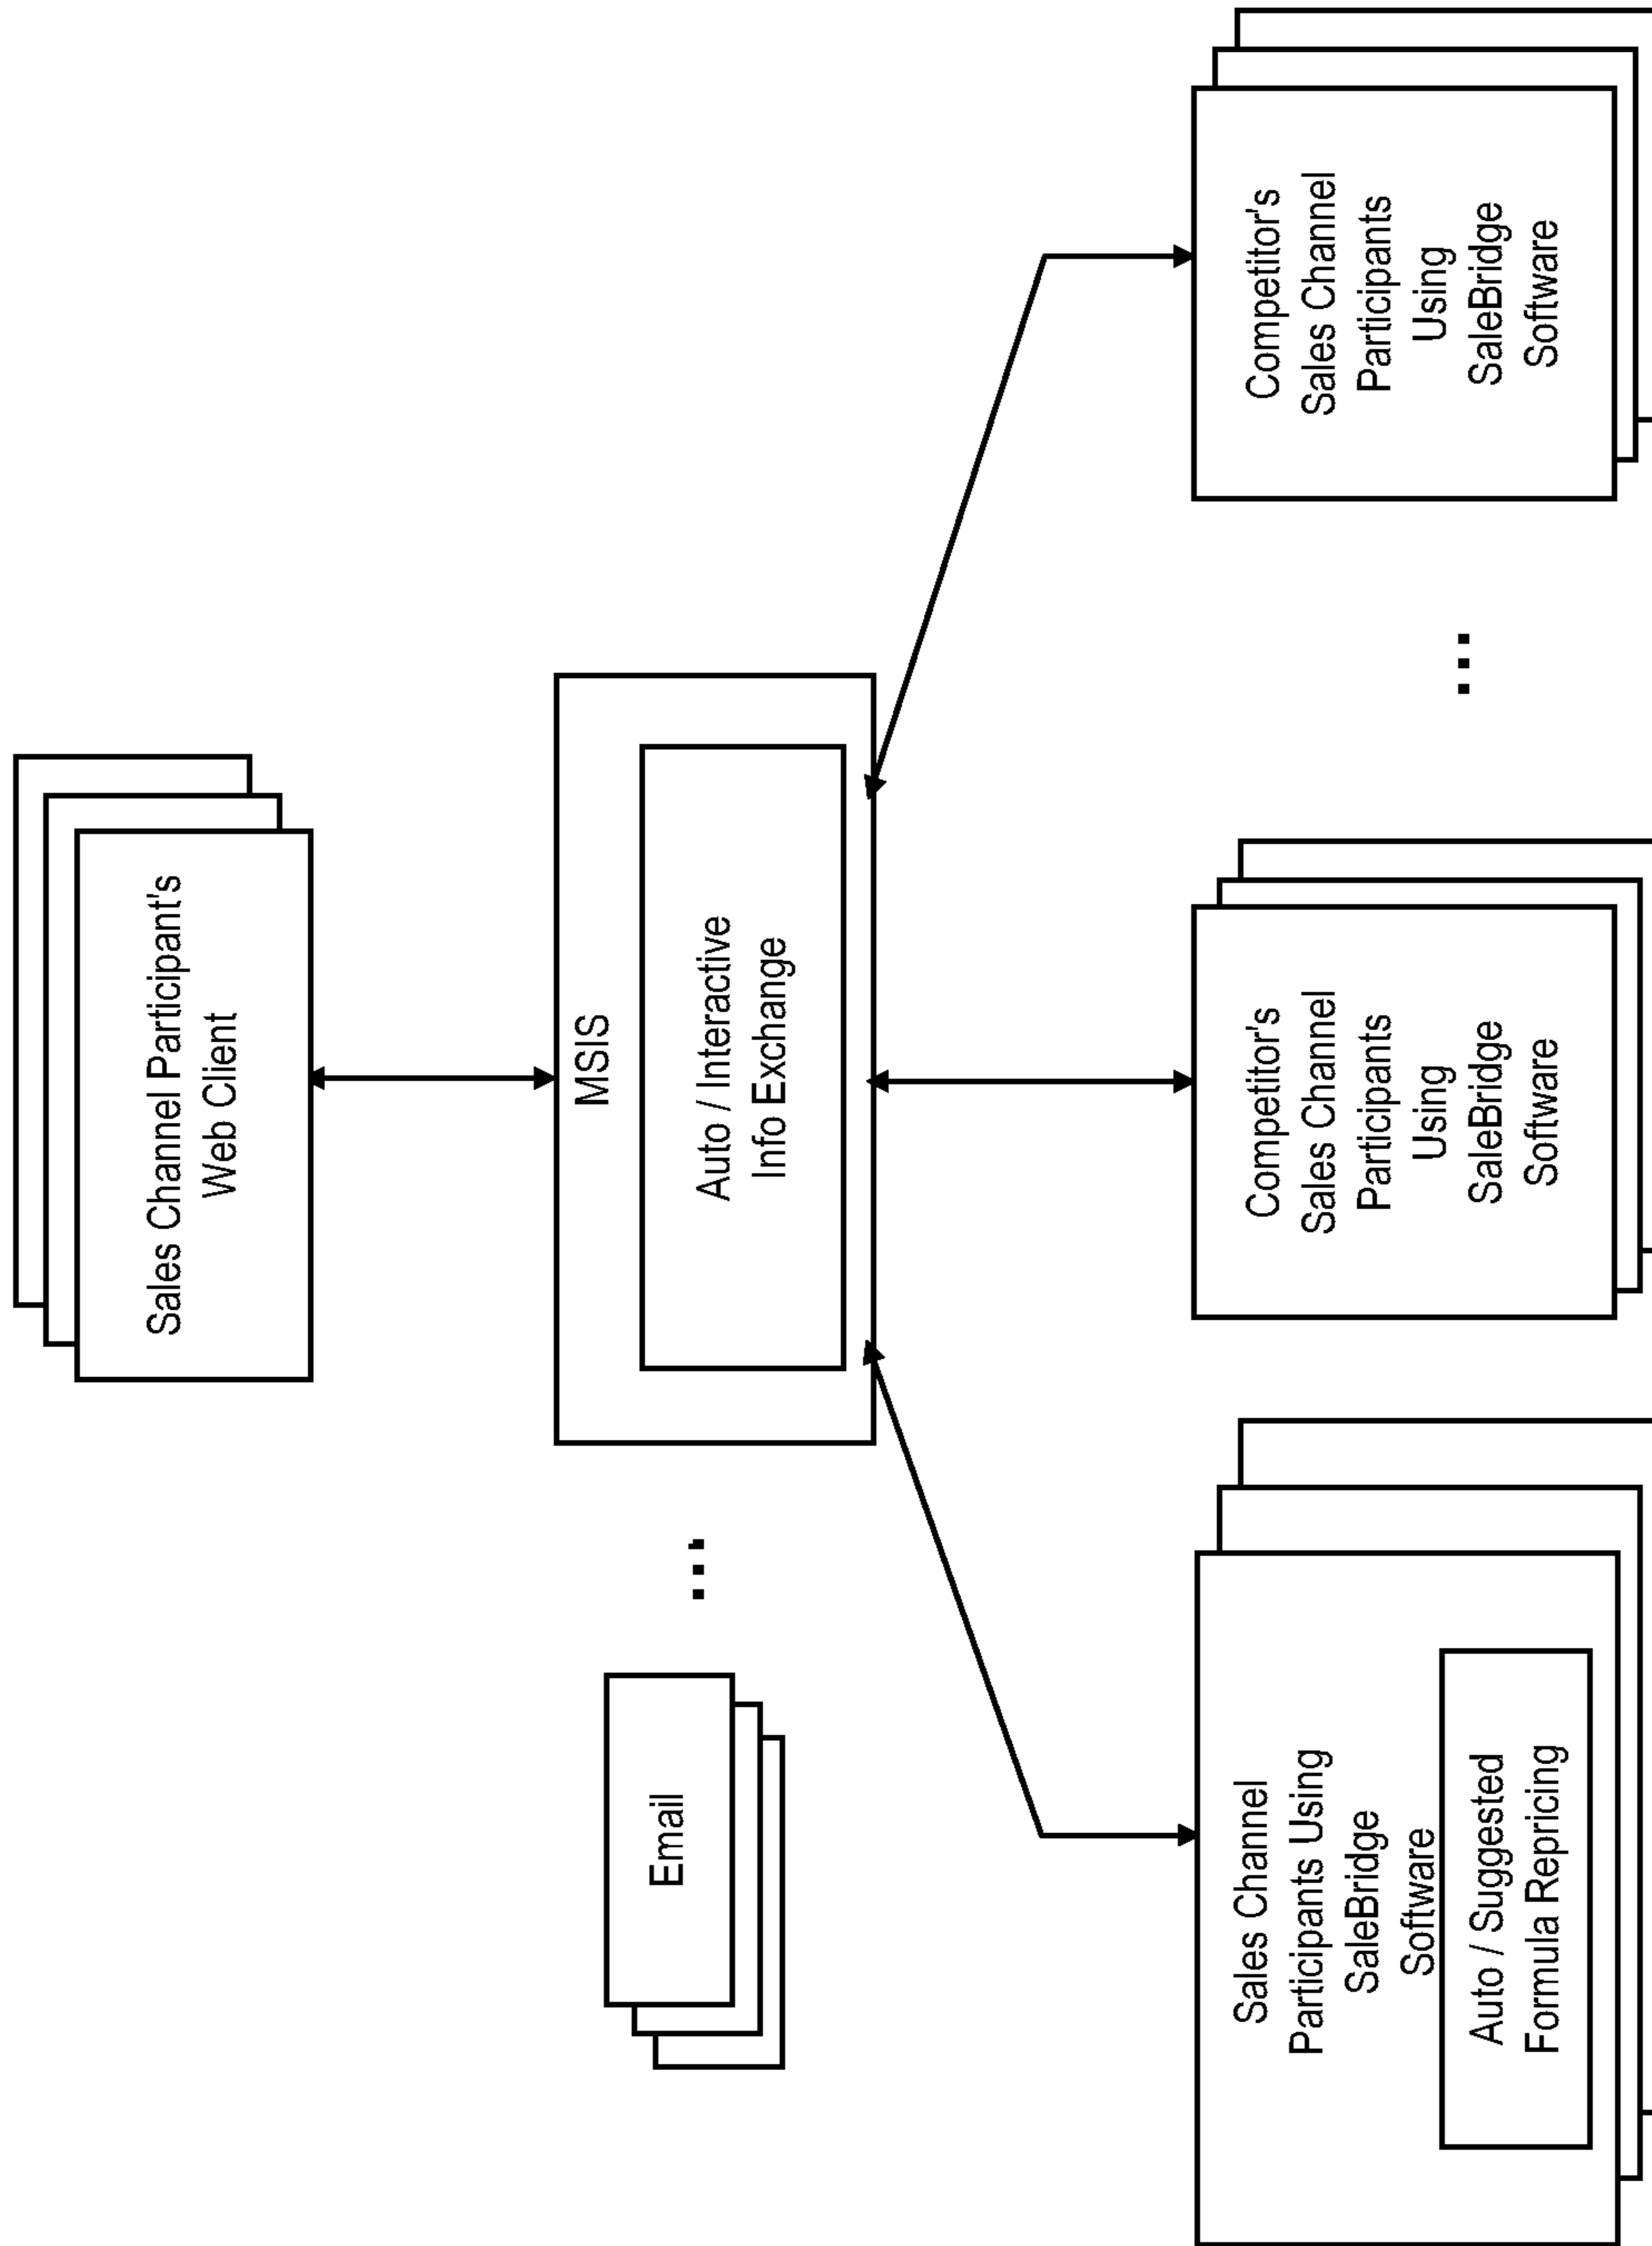 Sales Channel Participant's
Web Client
Email
...
MSIS
Auto / Interactive
Info Exchange
Sales Channel
Participants Using
SaleBridge
Software
Auto / Suggested
Formula Repricing
Competitor's
Sales Channel
Participants
Using
SaleBridge
Software
...
Competitor's
Sales Channel
Participants
Using
SaleBridge
Software